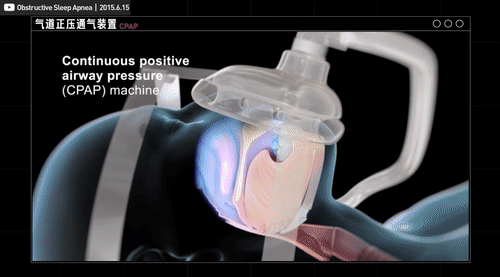 Obstructive Sleep Apnea | 2015.6.15
气道正压通气装置 CPAP
Continuous positive
airway pressure
(CPAP) machine